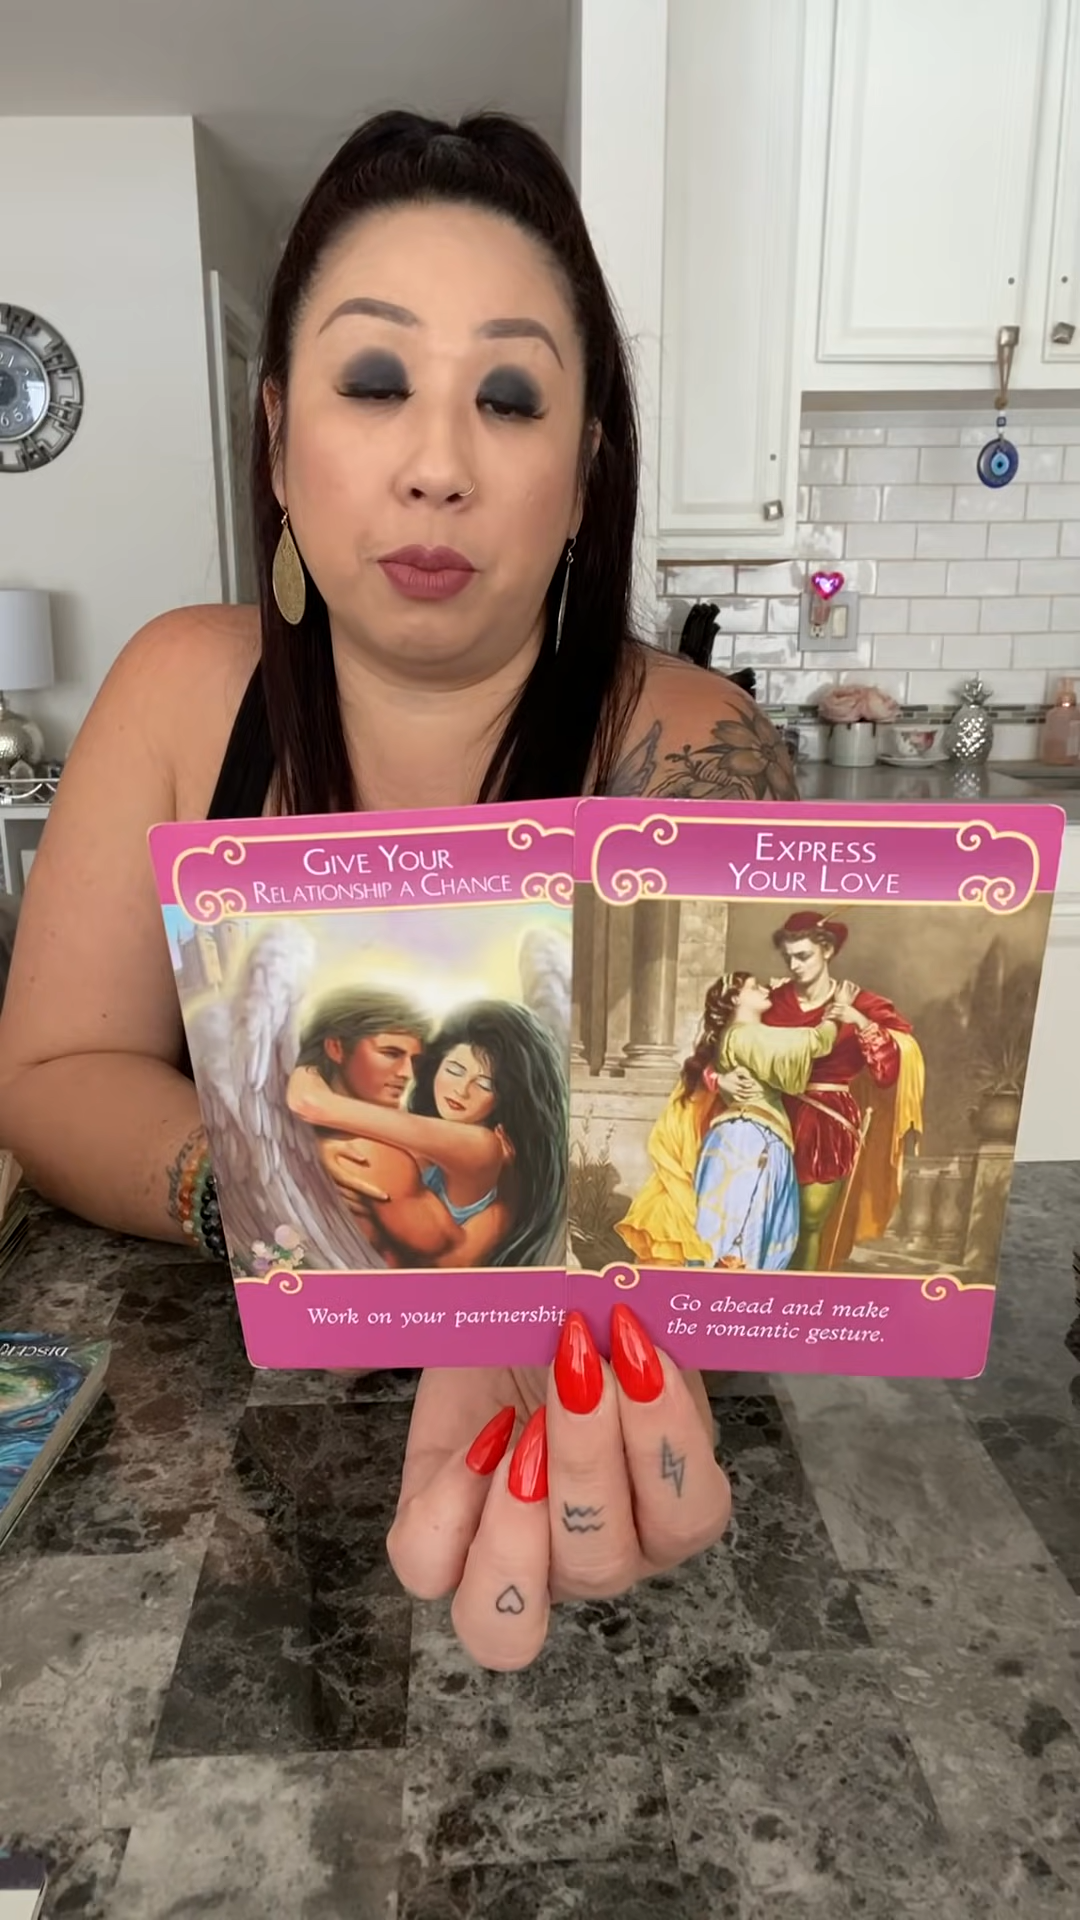 GIVE YOUR
RELATIONSHIP A CHANCE
Work on your partnership
EXPRESS
YOUR LOVE
Go ahead and make
the romantic gesture.